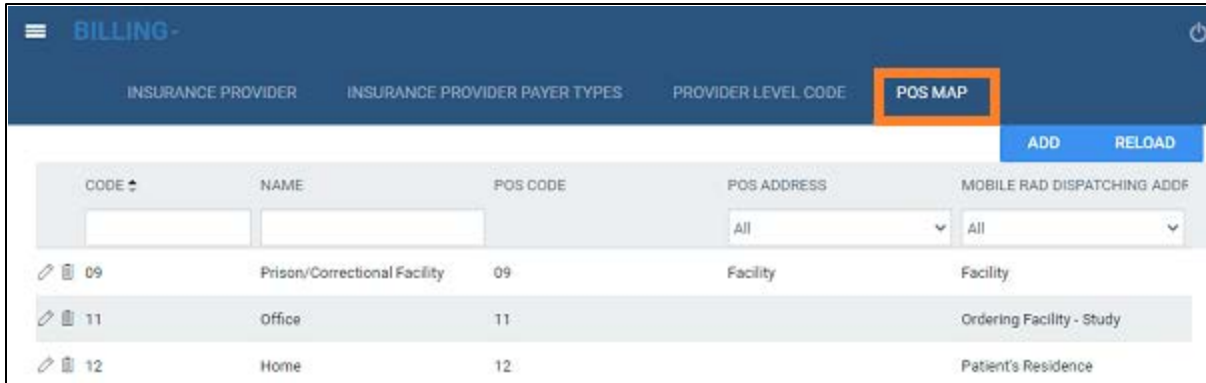 BILLING-
INSURANCE PROVIDER INSURANCE PROVIDER PAYER TYPES PROVIDER LEVEL CODE POS MAP
ADD RELOAD
CODE NAME POS CODE POS ADDRESS MOBILE RAD DISPATCHING ADDR
All All
09 Prison/Correctional Facility 09 Facility Facility
11 Office 11 Ordering Facility - Study
12 Home 12 Patient's Residence